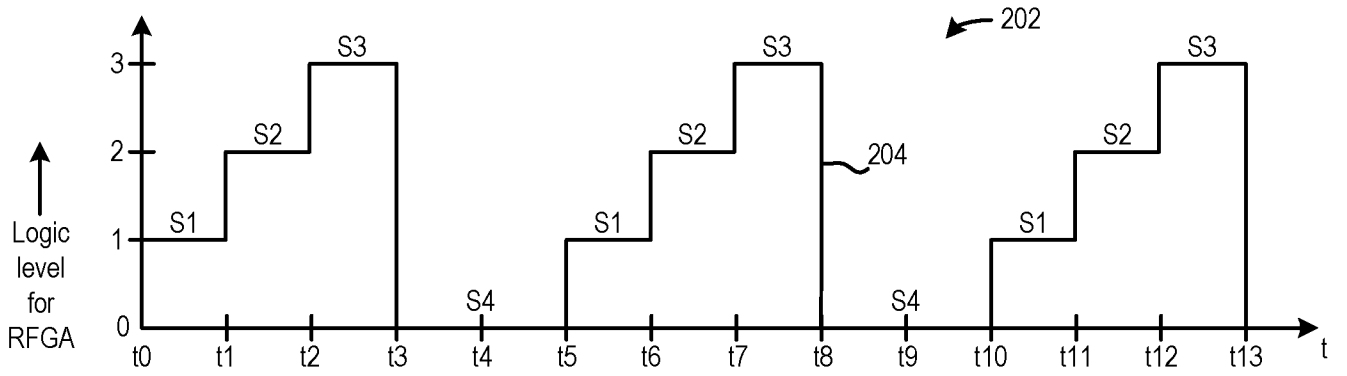 202
S3
S3
S3
3
S2
S2
S2
2
204
S1
S1
S1
1
Logic
level
for
RFGA
S4
S4
0
t0 t1 t2 t3 t4 t5 t6 t7 t8 t9 t10 t11 t12 t13 t